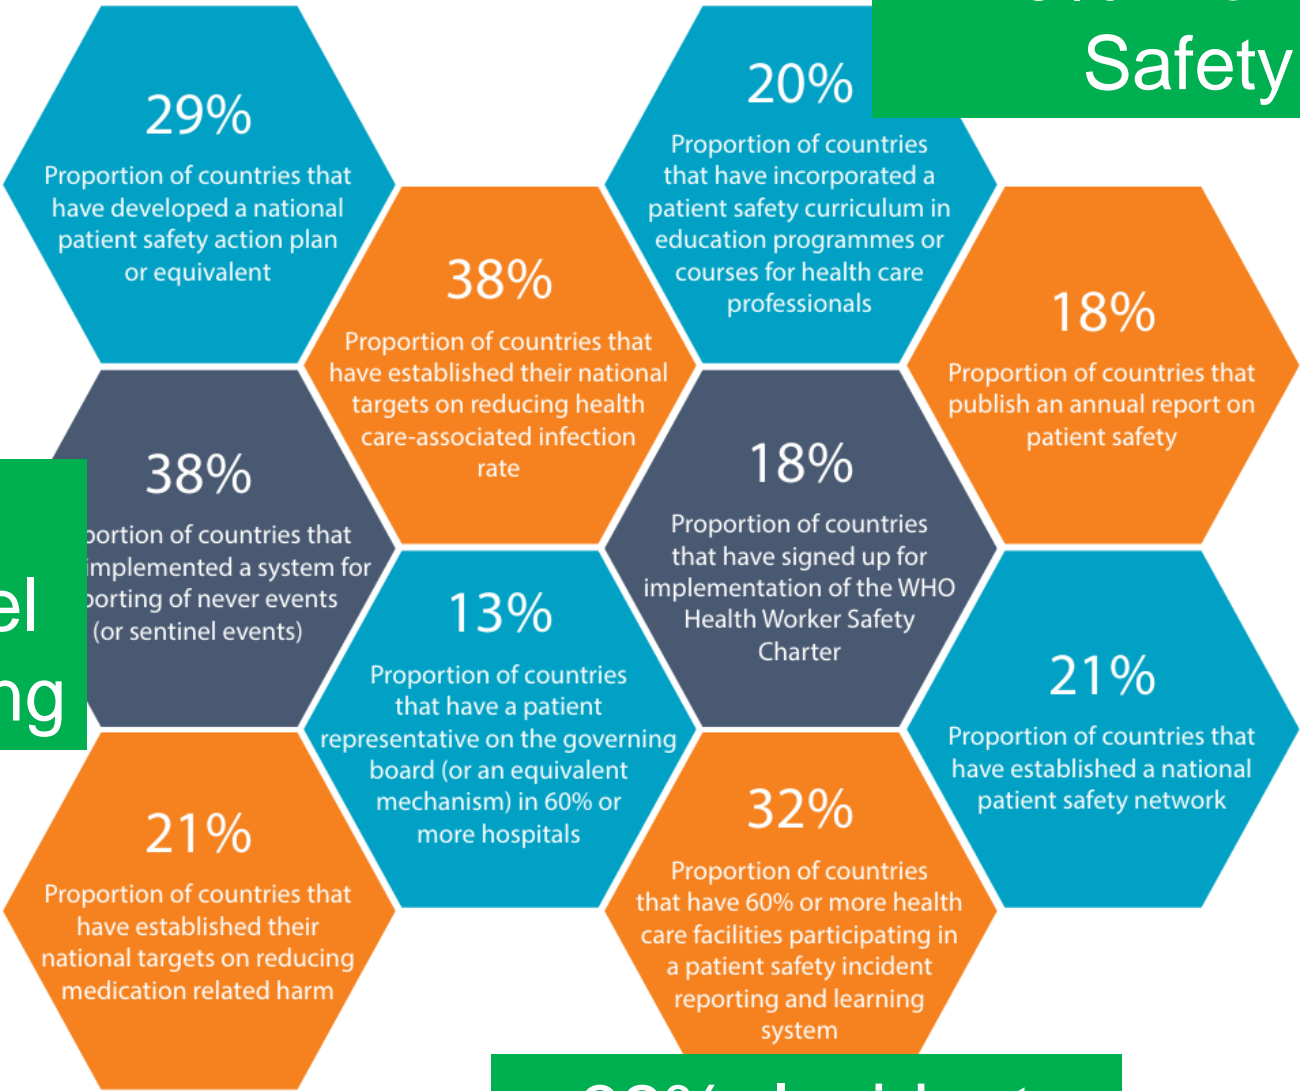 29%
Proportion of countries that
have developed a national
patient safety action plan
or equivalent
20%
Proportion of countries
that have incorporated a
patient safety curriculum in
education programmes or
courses for health care
professionals
Safety
38%
Proportion of countries that
have established their national
targets on reducing health
care-associated infection
rate
18%
Proportion of countries that
publish an annual report on
patient safety
38%
of countries that
implemented a system for
of never events
(or sentinel events)
18%
Proportion of countries
that have signed up for
implementation of the WHO
Health Worker Safety
Charter
13%
Proportion of countries
that have a patient
representative on the governing
board (or an equivalent
mechanism) in 60% or
more hospitals
21%
Proportion of countries that
have established a national
patient safety network
21%
Proportion of countries that
have established their
national targets on reducing
medication related harm
32%
Proportion of countries
that have 60% or more health
care facilities participating in
a patient safety incident
reporting and learning
system